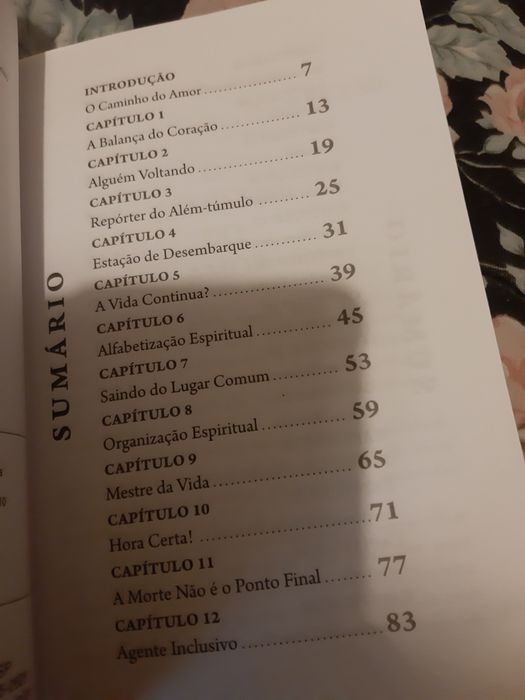 SUMÁRIO
INTRODUÇÃO
O Caminho do Amor.....................7
CAPÍTULO 1
A Balança do Coração..................13
CAPÍTULO 2
Alguém Voltando.......................19
CAPÍTULO 3
Repórter do Além-túmulo ............25
CAPÍTULO 4
Estação de Desembarque..............31
CAPÍTULO 5
A Vida Continua?........................39
CAPÍTULO 6
Alfabetização Espiritual................45
CAPÍTULO 7
Saindo do Lugar Comum..............53
CAPÍTULO 8
Organização Espiritual.................59
CAPÍTULO 9
Mestre da Vida..........................65
CAPÍTULO 10
Hora Certa! .............................71
CAPÍTULO 11
A Morte Não é o Ponto Final........77
CAPÍTULO 12
Agente Inclusivo........................83